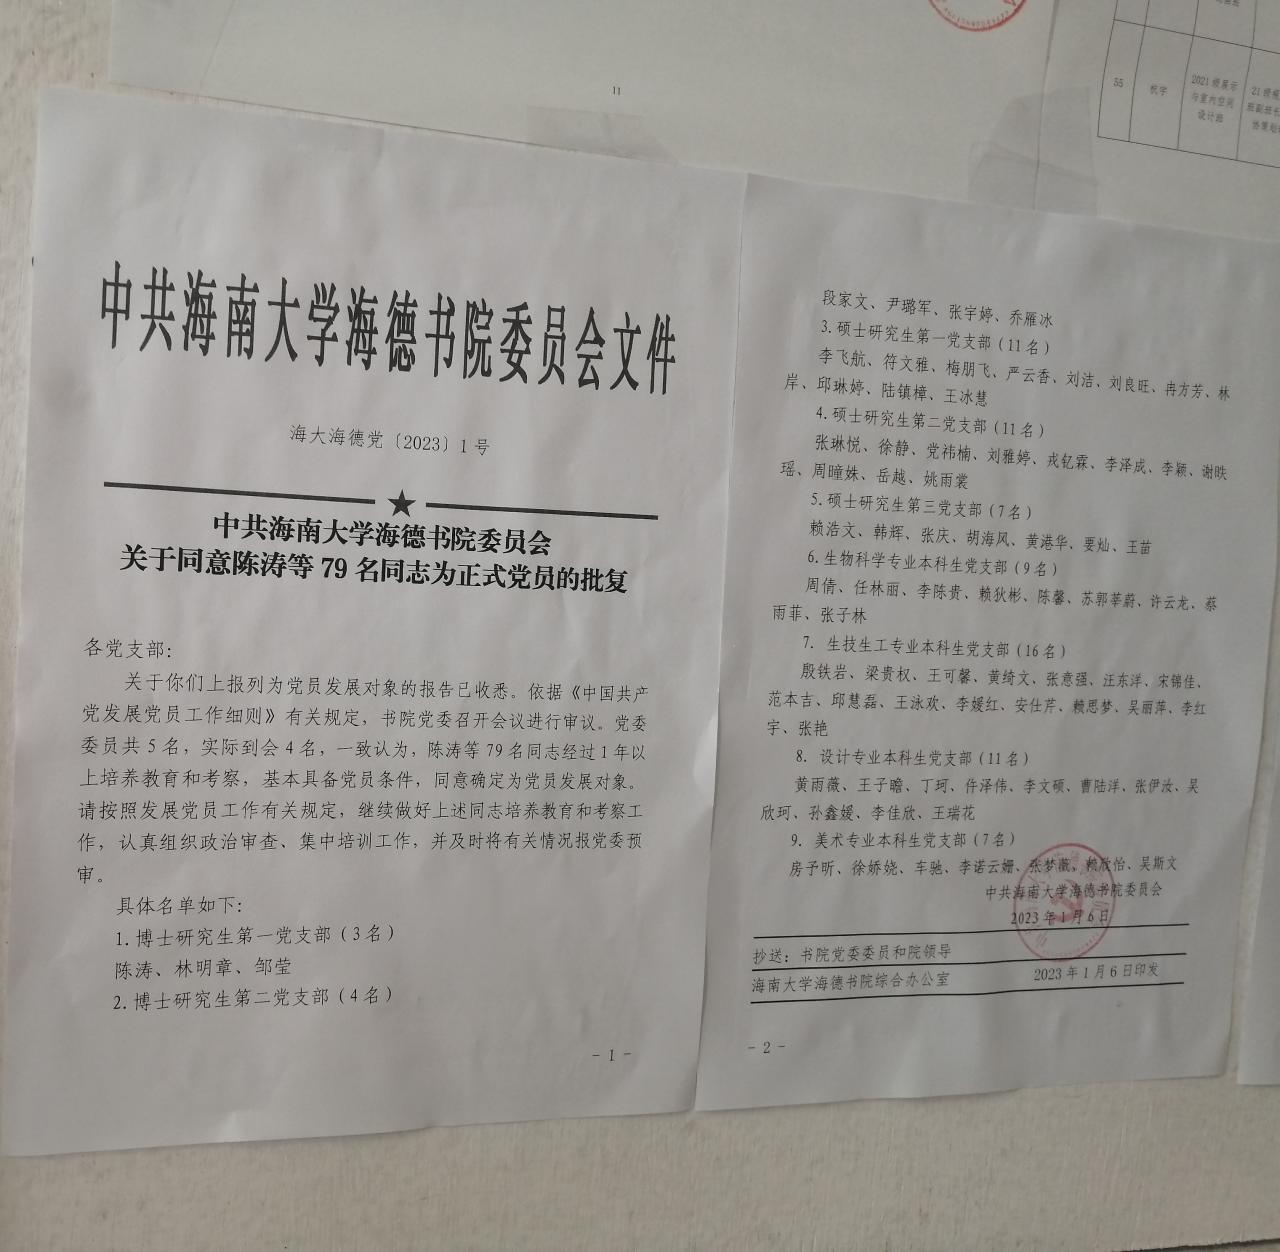 11
55
杭宇
2021级展示
与室内空间
设计班
中共海南大学海德书院委员会文件
海大海德党〔2023〕1号
中共海南大学海德书院委员会
关于同意陈涛等 79 名同志为正式党员的批复
各党支部:
关于你们上报列为党员发展对象的报告已收悉。依据《中国共产
党发展党员工作细则》有关规定，书院党委召开会议进行审议。党委
委员共5名，实际到会4名，一致认为，陈涛等79名同志经过1年以
上培养教育和考察，基本具备党员条件，同意确定为党员发展对象。
请按照发展党员工作有关规定，继续做好上述同志培养教育和考察工
作，认真组织政治审查、集中培训工作，并及时将有关情况报党委预
审。
具体名单如下:
1.博士研究生第一党支部（3名）
陈涛、林明章、邹莹
2.博士研究生第二党支部（4名）
- 1 -
段家文、尹璐军、张宇婷、乔雁冰
3.硕士研究生第一党支部（11名）
李飞航、符文雅、梅朋飞、严云香、刘洁、刘良旺、冉方芳、林
岸、邱琳婷、陆镇樟、王冰慧
4.硕士研究生第二党支部（11名）
张琳悦、徐静、党祎楠、刘雅婷、戎钇霖、李泽成、李颖、谢昳
瑶、周曈姝、岳越、姚雨裳
5.硕士研究生第三党支部（7名）
赖浩文、韩辉、张庆、胡海风、黄港华、要灿、王苗
6.生物科学专业本科生党支部（9名）
周倩、任林丽、李陈贵、赖狄彬、陈馨、苏郭莘蔚、许云龙、蔡
雨菲、张子林
7. 生技生工专业本科生党支部（16名）
殷铁岩、梁贵权、王可馨、黄绮文、张意强、汪东洋、宋锦佳、
范本吉、邱慧磊、王泳欢、李媛红、安仕芹、赖思梦、吴丽萍、李红
宇、张艳
8. 设计专业本科生党支部（11名）
黄雨薇、王子瞻、丁珂、仵泽伟、李文硕、曹陆洋、张伊汝、吴
欣珂、孙鑫媛、李佳欣、王瑞花
9. 美术专业本科生党支部（7名）
房予昕、徐娇娆、车驰、李诺云姗、张梦薇、赖欣怡、吴斯文
中共海南大学海德书院委员会
2023年1月6日
抄送：书院党委委员和院领导
海南大学海德书院综合办公室 2023年1月6日印发
- 2 -